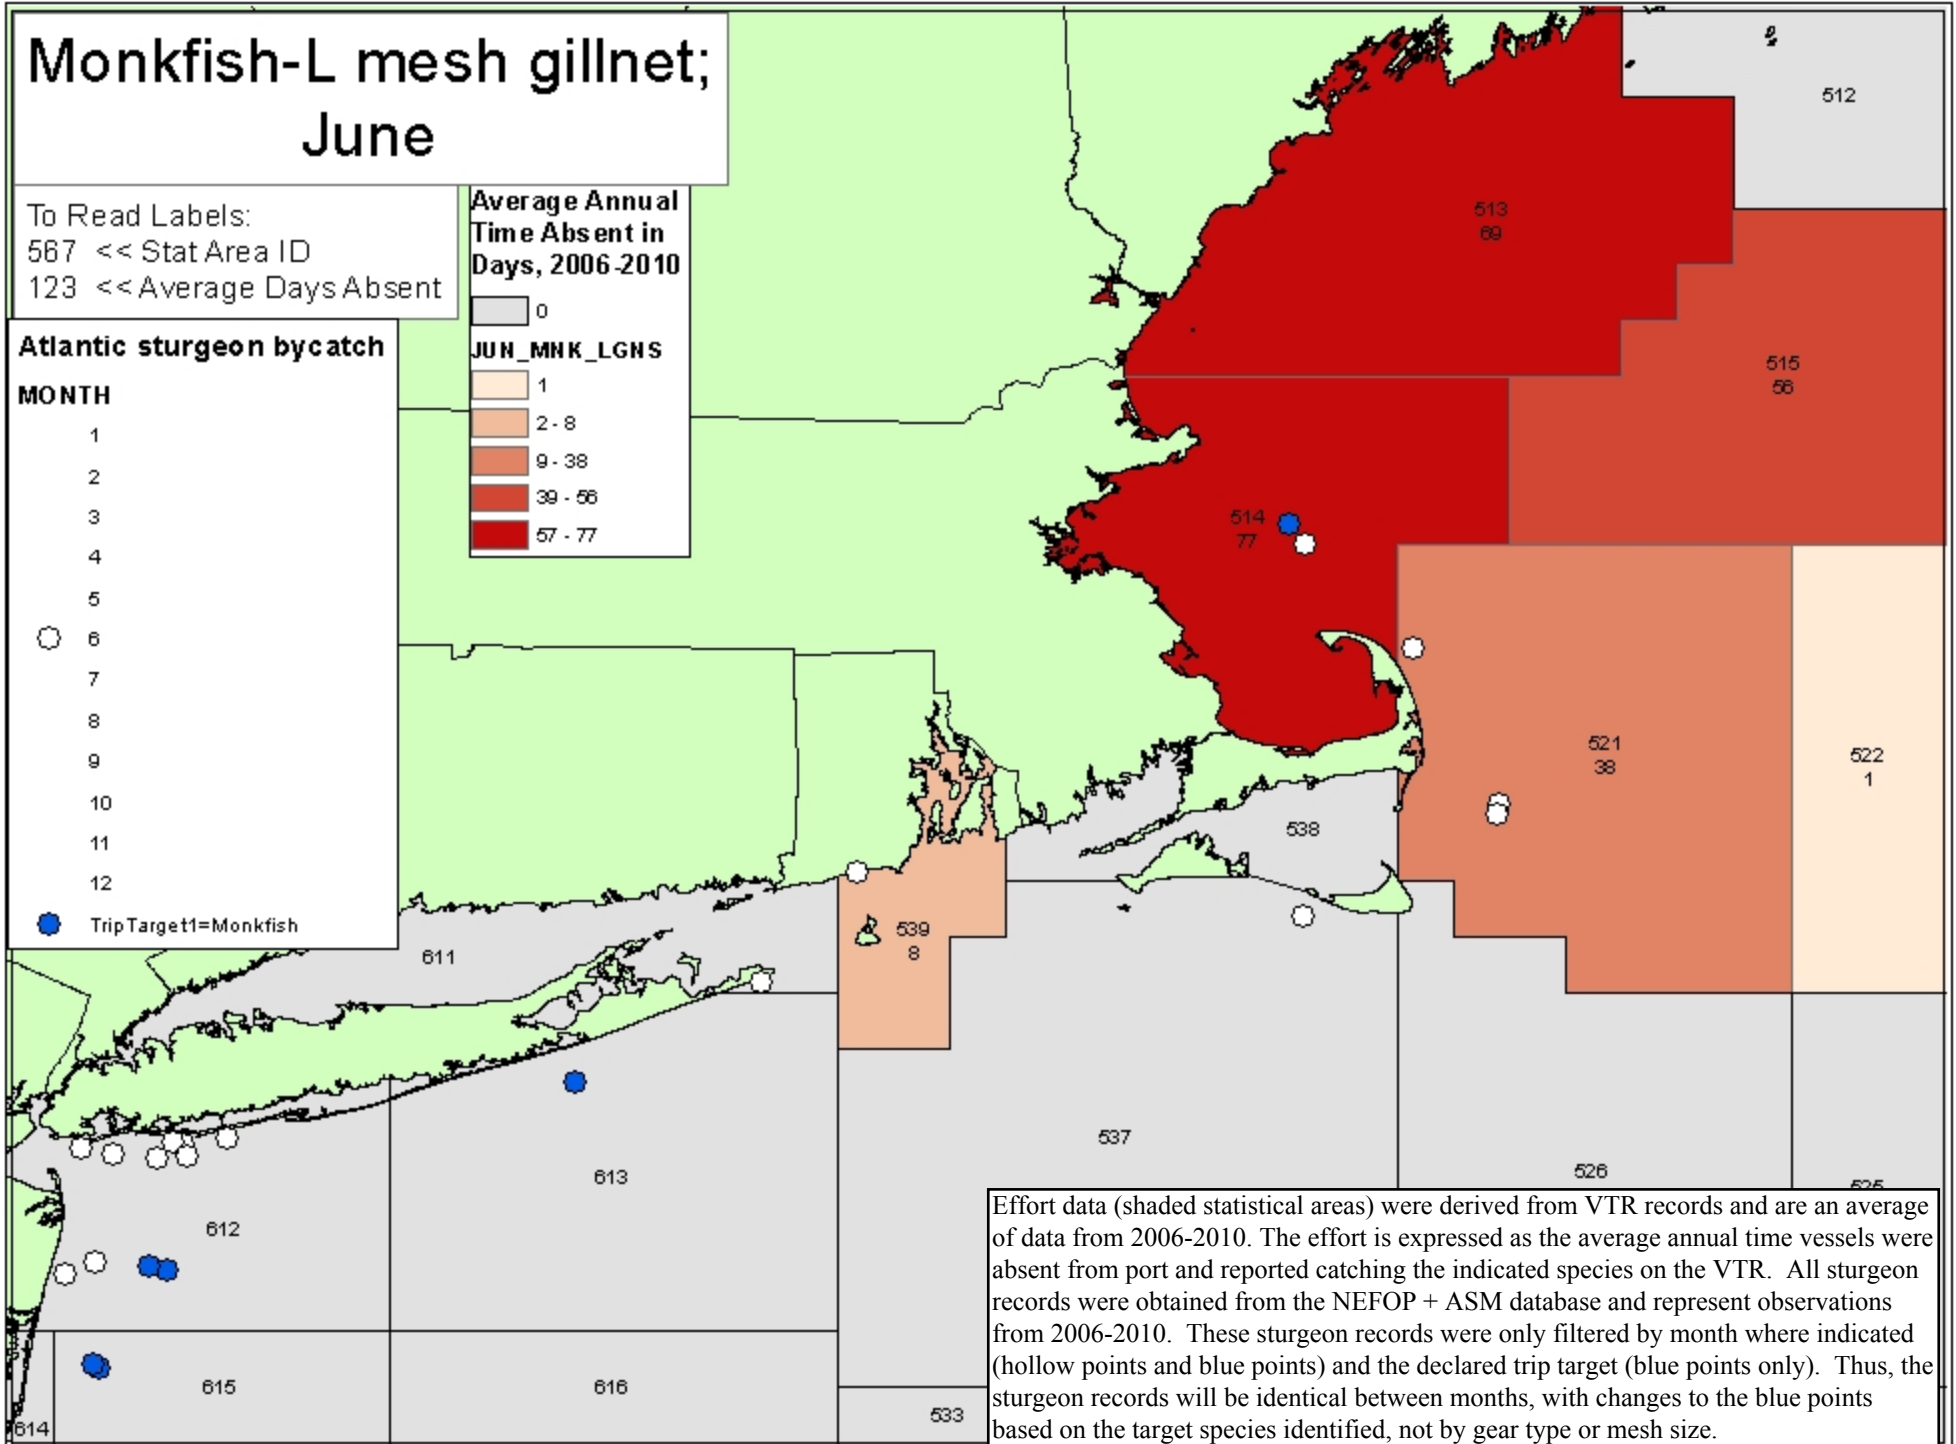 Monkfish-L mesh gillnet;
June
To Read Labels:
567 << Stat Area ID
123 << Average Days Absent
Average Annual
Time Absent in
Days, 2006-2010
0
JUN_MNK_LGNS
1
2 - 8
9 - 38
39 - 56
57 - 77
Atlantic sturgeon bycatch
MONTH
1
2
3
4
5
6
7
8
9
10
11
12
TripTarget1=Monkfish
512
513
69
515
56
514
77
521
38
522
1
538
539
8
611
537
526
525
613
612
615
616
614
533
Effort data (shaded statistical areas) were derived from VTR records and are an average
of data from 2006-2010. The effort is expressed as the average annual time vessels were
absent from port and reported catching the indicated species on the VTR.  All sturgeon
records were obtained from the NEFOP + ASM database and represent observations
from 2006-2010.  These sturgeon records were only filtered by month where indicated
(hollow points and blue points) and the declared trip target (blue points only).  Thus, the
sturgeon records will be identical between months, with changes to the blue points
based on the target species identified, not by gear type or mesh size.